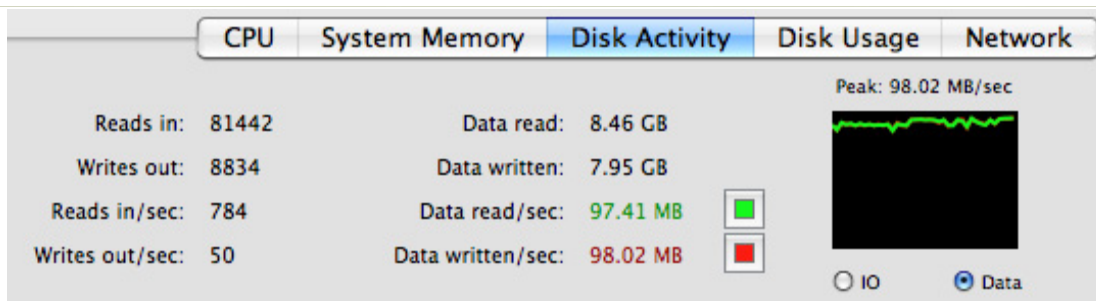 CPU System Memory Disk Activity Disk Usage Network
Peak: 98.02 MB/sec
Reads in: 81442 Data read: 8.46 GB
Writes out: 8834 Data written: 7.95 GB
Reads in/sec: 784 Data read/sec: 97.41 MB
Writes out/sec: 50 Data written/sec: 98.02 MB
IO Data